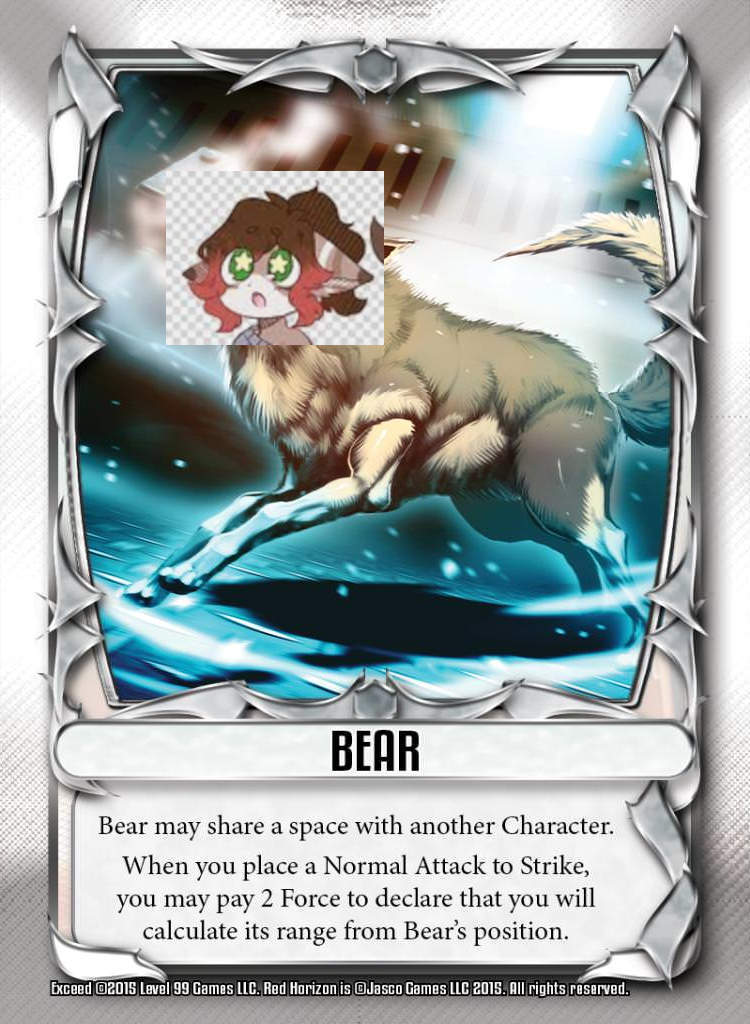 BEAR
Bear may share a space with another Character.
When you place a Normal Attack to Strike,
you may pay 2 Force to declare that you will
calculate its range from Bear’s position.
Exceed ©2015 Level 99 Games LLC. Red Horizon is ©Jasco Games LLC 2015. All rights reserved.